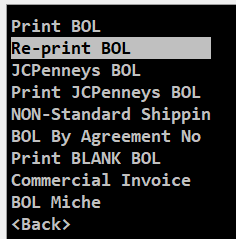 Print BOL
Re-print BOL
JCPenneys BOL
Print JCPenneys BOL
NON-Standard Shippin
BOL By Agreement No
Print BLANK BOL
Commercial Invoice
BOL Miche
<Back>